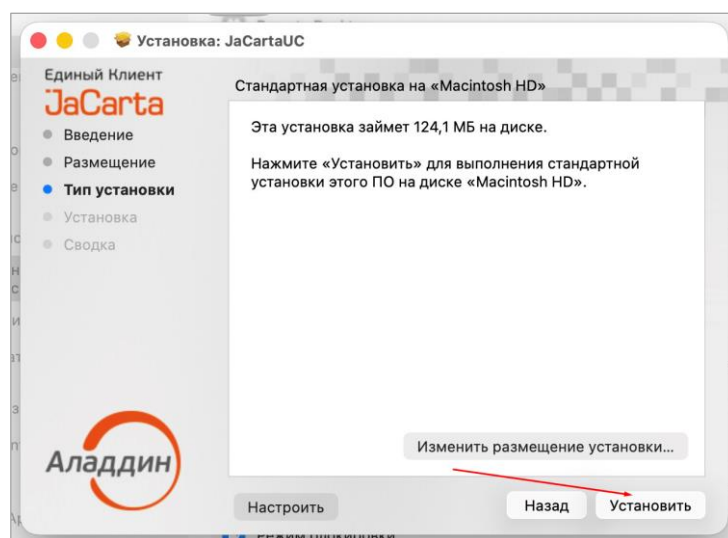 Установка: JaCartaUC
Единый Клиент
JaCarta
Введение
Размещение
Тип установки
Установка
Сводка
Аладдин
Стандартная установка на «Macintosh HD»
Эта установка займет 124,1 МБ на диске.
Нажмите «Установить» для выполнения стандартной
установки этого ПО на диске «Macintosh HD».
Изменить размещение установки...
Настроить
Назад
Установить